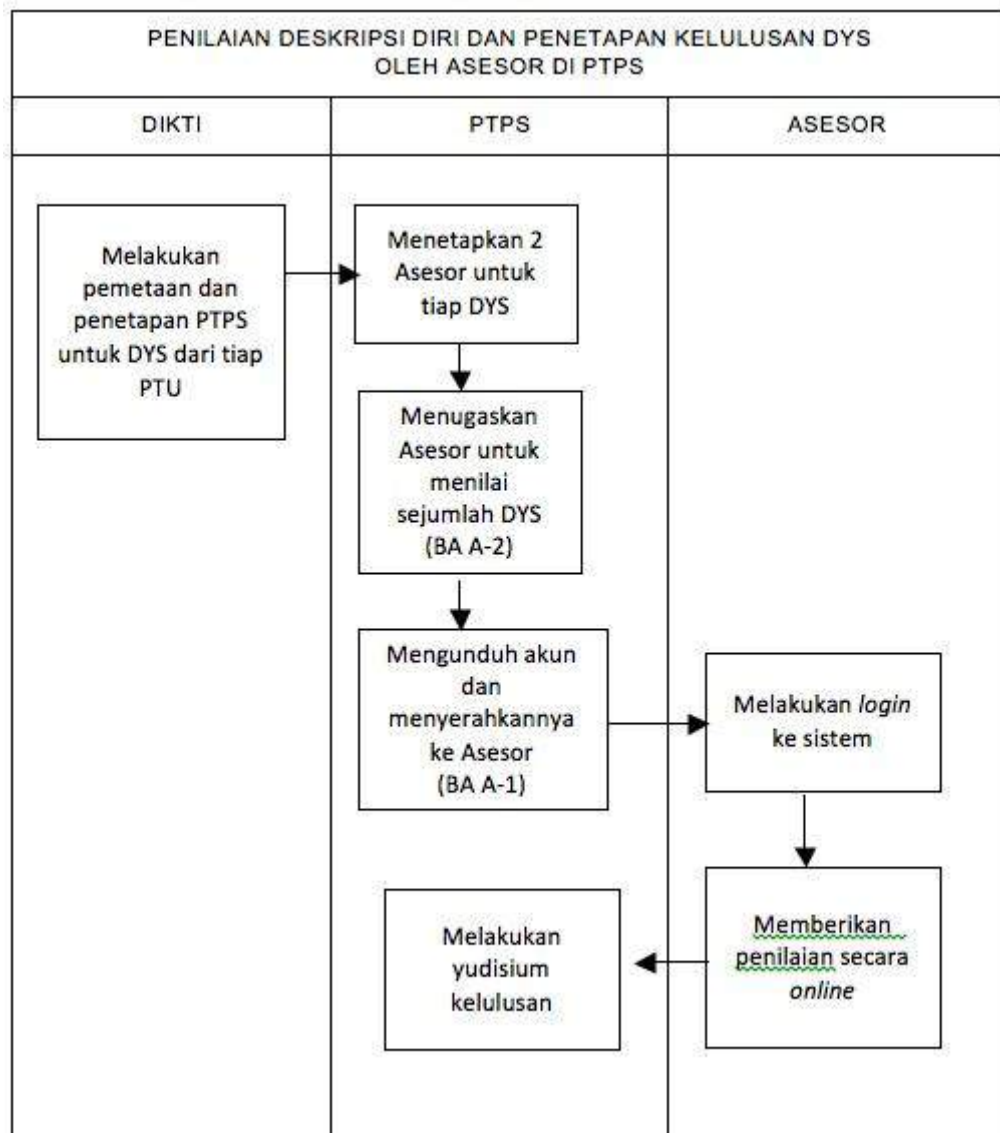 PENILAIAN DESKRIPSI DIRI DAN PENETAPAN KELULUSAN DYS
OLEH ASESOR DI PTPS
DIKTI
PTPS
ASESOR
Melakukan
pemetaan dan
penetapan PTPS
untuk DYS dari tiap
PTU
Menetapkan 2
Asesor untuk
tiap DYS
Menugaskan
Asesor untuk
menilai
sejumlah DYS
(BA A-2)
Mengunduh akun
dan
menyerahkannya
ke Asesor
(BA A-1)
Melakukan login
ke sistem
Memberikan
penilaian secara
online
Melakukan
yudisium
kelulusan